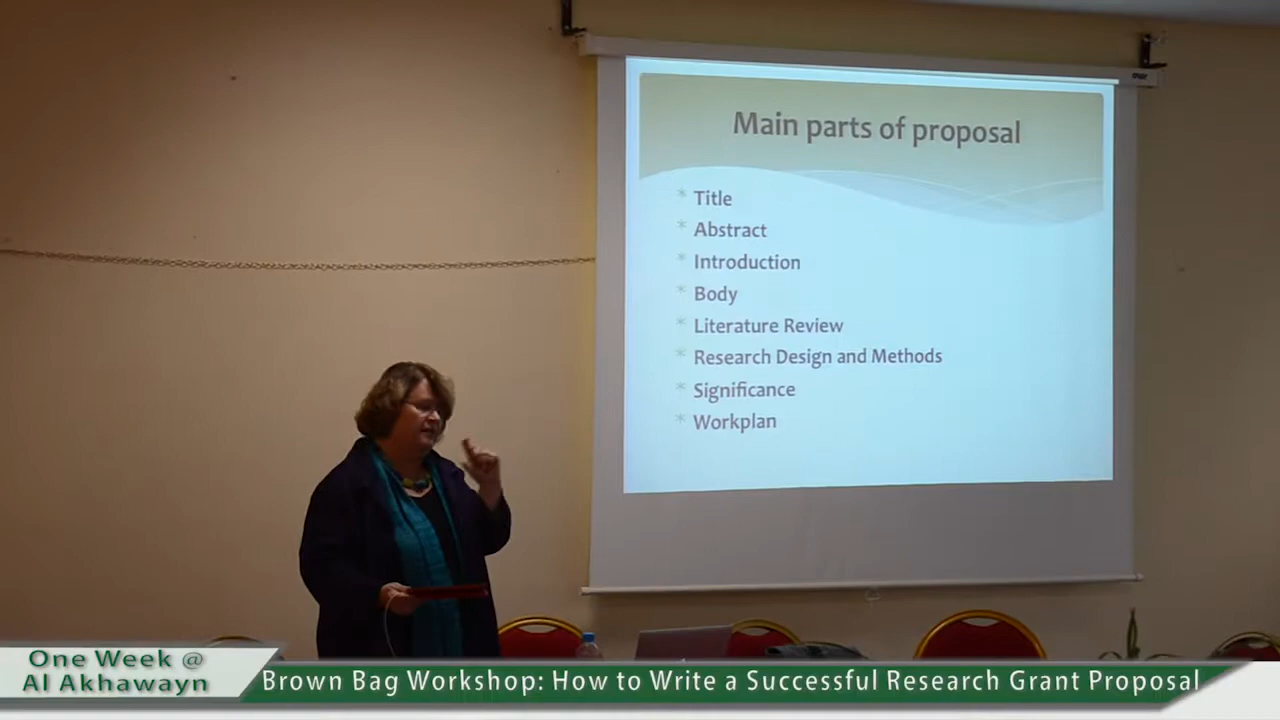 Main parts of proposal
* Title
* Abstract
* Introduction
* Body
* Literature Review
* Research Design and Methods
* Significance
* Workplan
One Week @
Al Akhawayn
Brown Bag Workshop: How to Write a Successful Research Grant Proposal